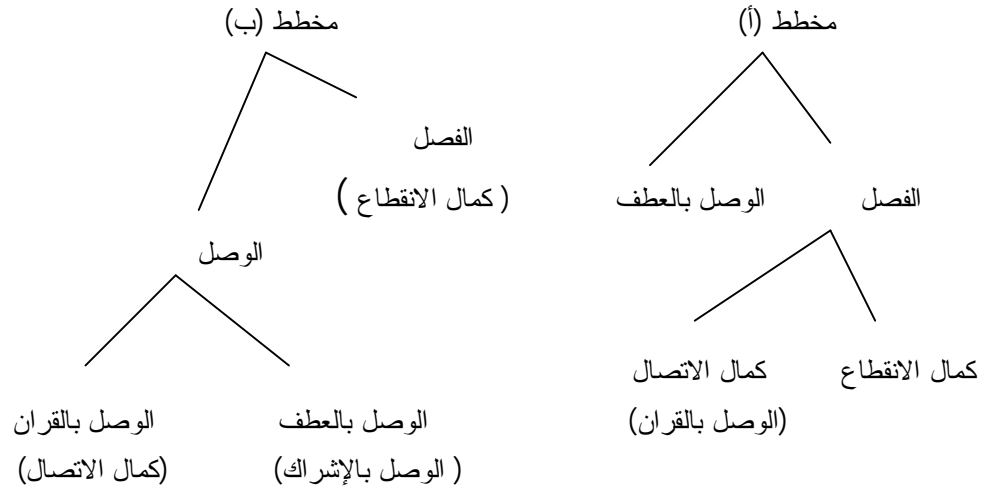 مخطط (أ)
الفصل
الوصل بالعطف
كمال الانقطاع
كمال الاتصال
(الوصل بالقران)
مخطط (ب)
الفصل
( كمال الانقطاع )
الوصل
الوصل بالعطف
( الوصل بالإشراك)
الوصل بالقران
(كمال الاتصال)